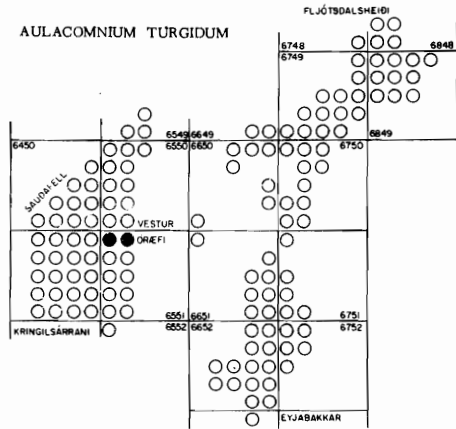 FLJÓTSDALSHEIÐI
AULACOMNIUM TURGIDUM
6748 6848
6749
6549 6649 6849
6450 6550 6650 6750
SAUÐAFELL
VESTUR
ÖRÆFI
6551 6651 6751
KRINGILSÁRRANI 6552 6652 6752
EYJABAKKAR